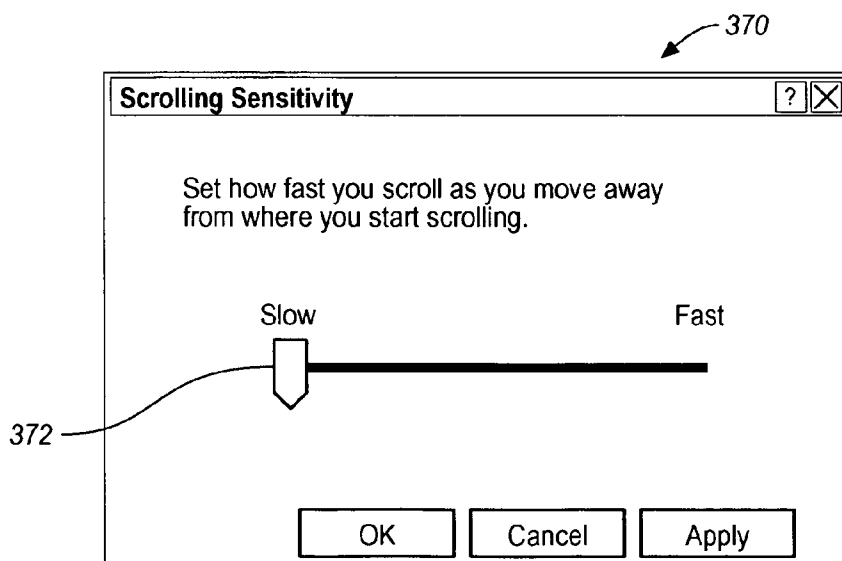 370
Scrolling Sensitivity ?
Set how fast you scroll as you move away
from where you start scrolling.
Slow Fast
372
OK Cancel Apply